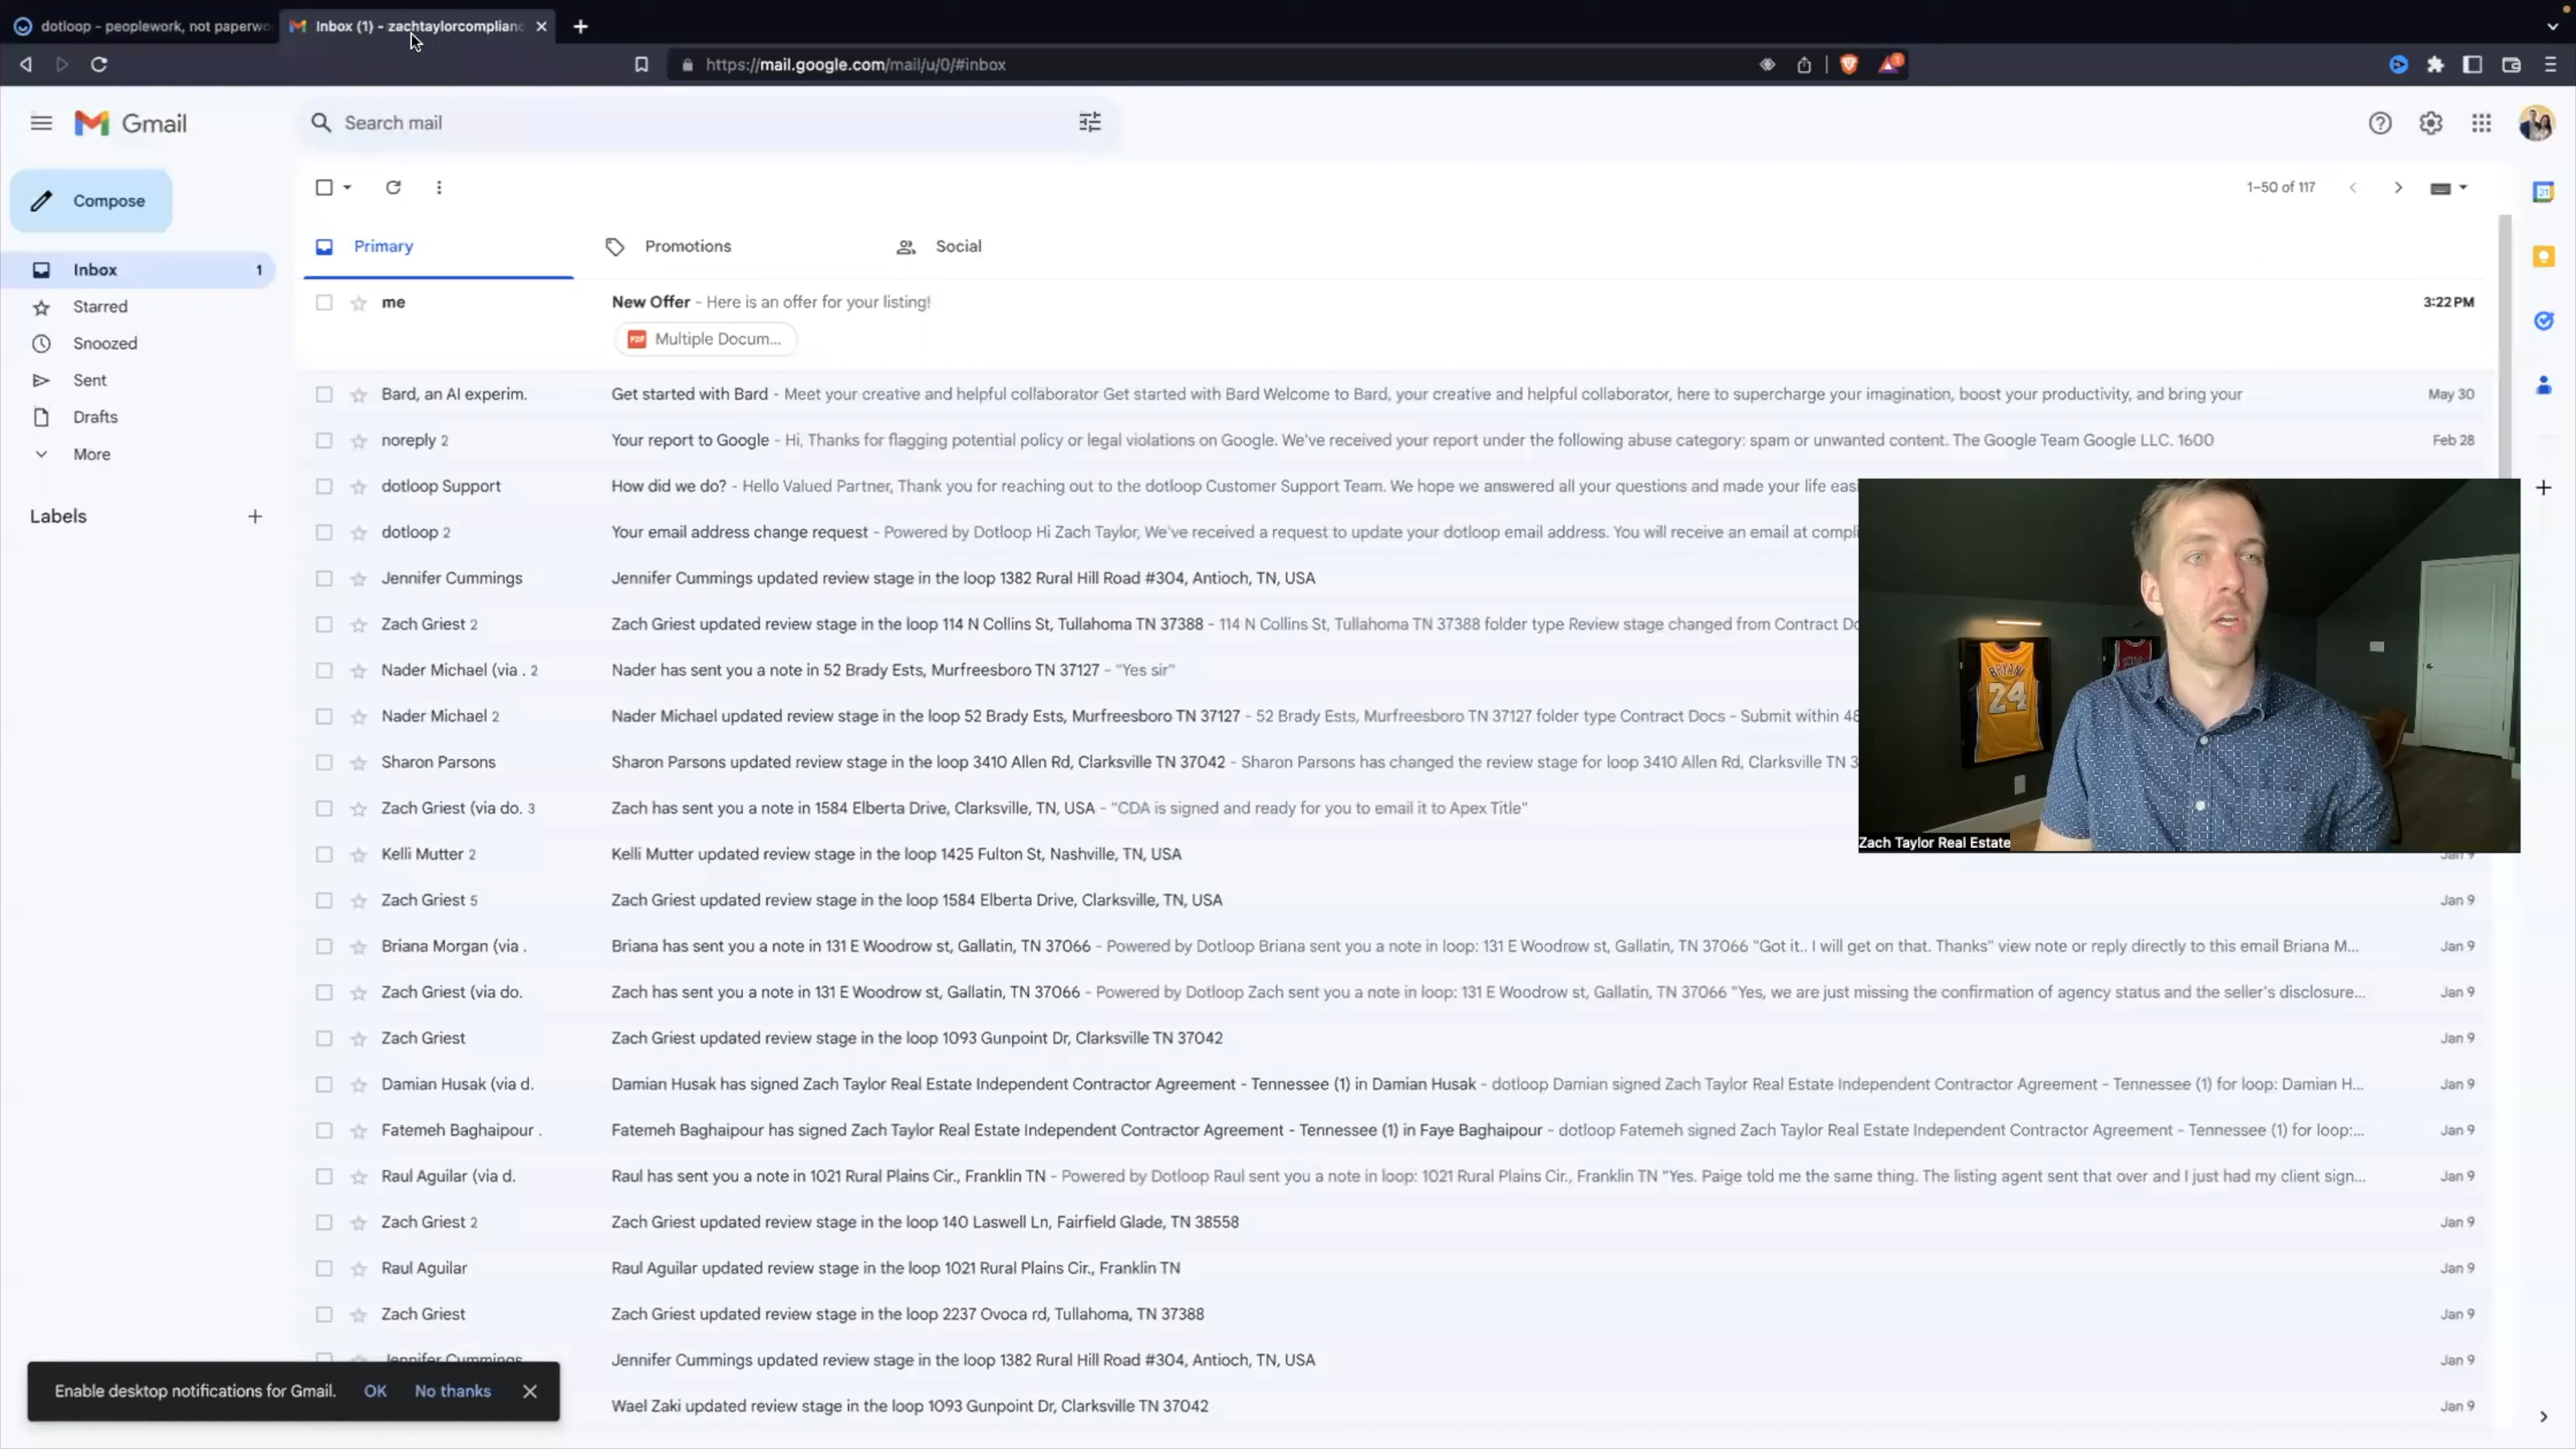 dotloop - peoplework, not paperwo
Inbox (1) - zachtaylorcomplianc
https://mail.google.com/mail/u/0/#inbox
Gmail
Search mail
Compose
1–50 of 117
Primary
Promotions
Social
Inbox 1
Starred
Snoozed
Sent
Drafts
More
Labels
me New Offer - Here is an offer for your listing! 3:22 PM
PDF Multiple Docum...
Bard, an AI experim. Get started with Bard - Meet your creative and helpful collaborator Get started with Bard Welcome to Bard, your creative and helpful collaborator, here to supercharge your imagination, boost your productivity, and bring your May 30
noreply 2 Your report to Google - Hi, Thanks for flagging potential policy or legal violations on Google. We've received your report under the following abuse category: spam or unwanted content. The Google Team Google LLC. 1600 Feb 28
dotloop Support How did we do? - Hello Valued Partner, Thank you for reaching out to the dotloop Customer Support Team. We hope we answered all your questions and made your life easi
dotloop 2 Your email address change request - Powered by Dotloop Hi Zach Taylor, We've received a request to update your dotloop email address. You will receive an email at compli
Jennifer Cummings Jennifer Cummings updated review stage in the loop 1382 Rural Hill Road #304, Antioch, TN, USA
Zach Griest 2 Zach Griest updated review stage in the loop 114 N Collins St, Tullahoma TN 37388 - 114 N Collins St, Tullahoma TN 37388 folder type Review stage changed from Contract Do
Nader Michael (via . 2 Nader has sent you a note in 52 Brady Ests, Murfreesboro TN 37127 - "Yes sir"
Nader Michael 2 Nader Michael updated review stage in the loop 52 Brady Ests, Murfreesboro TN 37127 - 52 Brady Ests, Murfreesboro TN 37127 folder type Contract Docs - Submit within 48
Sharon Parsons Sharon Parsons updated review stage in the loop 3410 Allen Rd, Clarksville TN 37042 - Sharon Parsons has changed the review stage for loop 3410 Allen Rd, Clarksville TN 3
Zach Griest (via do. 3 Zach has sent you a note in 1584 Elberta Drive, Clarksville, TN, USA - "CDA is signed and ready for you to email it to Apex Title"
BRYANT
24
Zach Taylor Real Estate
Kelli Mutter 2 Kelli Mutter updated review stage in the loop 1425 Fulton St, Nashville, TN, USA Jan 9
Zach Griest 5 Zach Griest updated review stage in the loop 1584 Elberta Drive, Clarksville, TN, USA Jan 9
Briana Morgan (via . Briana has sent you a note in 131 E Woodrow st, Gallatin, TN 37066 - Powered by Dotloop Briana sent you a note in loop: 131 E Woodrow st, Gallatin, TN 37066 "Got it.. I will get on that. Thanks" view note or reply directly to this email Briana M... Jan 9
Zach Griest (via do. Zach has sent you a note in 131 E Woodrow st, Gallatin, TN 37066 - Powered by Dotloop Zach sent you a note in loop: 131 E Woodrow st, Gallatin, TN 37066 "Yes, we are just missing the confirmation of agency status and the seller's disclosure... Jan 9
Zach Griest Zach Griest updated review stage in the loop 1093 Gunpoint Dr, Clarksville TN 37042 Jan 9
Damian Husak (via d. Damian Husak has signed Zach Taylor Real Estate Independent Contractor Agreement - Tennessee (1) in Damian Husak - dotloop Damian signed Zach Taylor Real Estate Independent Contractor Agreement - Tennessee (1) for loop: Damian H... Jan 9
Fatemeh Baghaipour . Fatemeh Baghaipour has signed Zach Taylor Real Estate Independent Contractor Agreement - Tennessee (1) in Faye Baghaipour - dotloop Fatemeh signed Zach Taylor Real Estate Independent Contractor Agreement - Tennessee (1) for loop:... Jan 9
Raul Aguilar (via d. Raul has sent you a note in 1021 Rural Plains Cir., Franklin TN - Powered by Dotloop Raul sent you a note in loop: 1021 Rural Plains Cir., Franklin TN "Yes. Paige told me the same thing. The listing agent sent that over and I just had my client sign... Jan 9
Zach Griest 2 Zach Griest updated review stage in the loop 140 Laswell Ln, Fairfield Glade, TN 38558 Jan 9
Raul Aguilar Raul Aguilar updated review stage in the loop 1021 Rural Plains Cir., Franklin TN Jan 9
Zach Griest Zach Griest updated review stage in the loop 2237 Ovoca rd, Tullahoma, TN 37388 Jan 9
Jennifer Cummings Jennifer Cummings updated review stage in the loop 1382 Rural Hill Road #304, Antioch, TN, USA Jan 9
Wael Zaki updated review stage in the loop 1093 Gunpoint Dr, Clarksville TN 37042 Jan 9
Enable desktop notifications for Gmail. OK No thanks